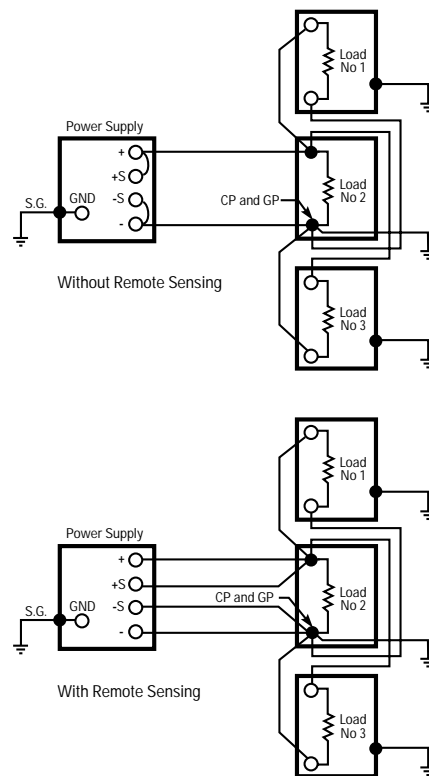 Load
No 1
Power Supply
+
+S
-S
-
S.G.
GND
CP and GP
Load
No 2
Without Remote Sensing
Load
No 3
Load
No 1
Power Supply
+
+S
-S
-
S.G.
GND
CP and GP
Load
No 2
With Remote Sensing
Load
No 3